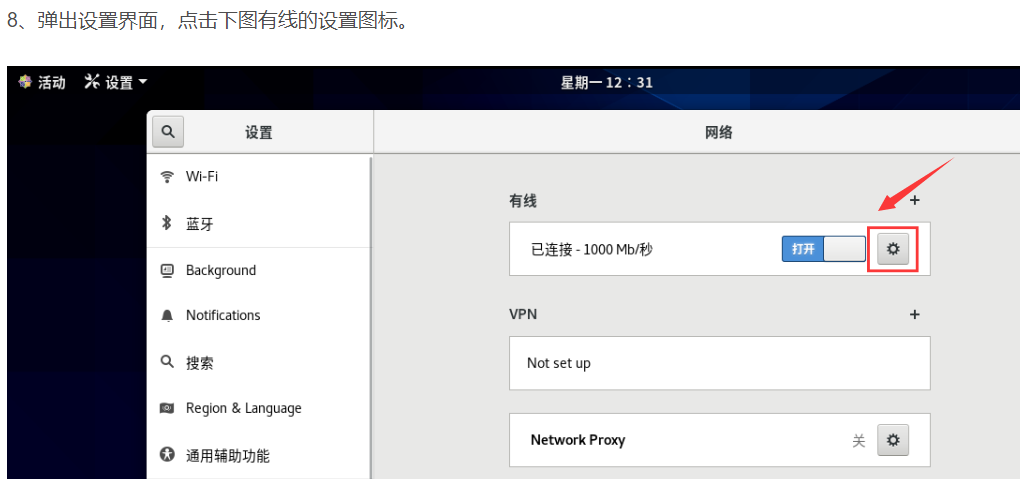 8、弹出设置界面，点击下图有线的设置图标。
活动 设置 星期一 12：31
设置 网络
Wi-Fi
蓝牙
Background
Notifications
搜索
Region & Language
通用辅助功能
有线 +
已连接 - 1000 Mb/秒 打开
VPN +
Not set up
Network Proxy 关